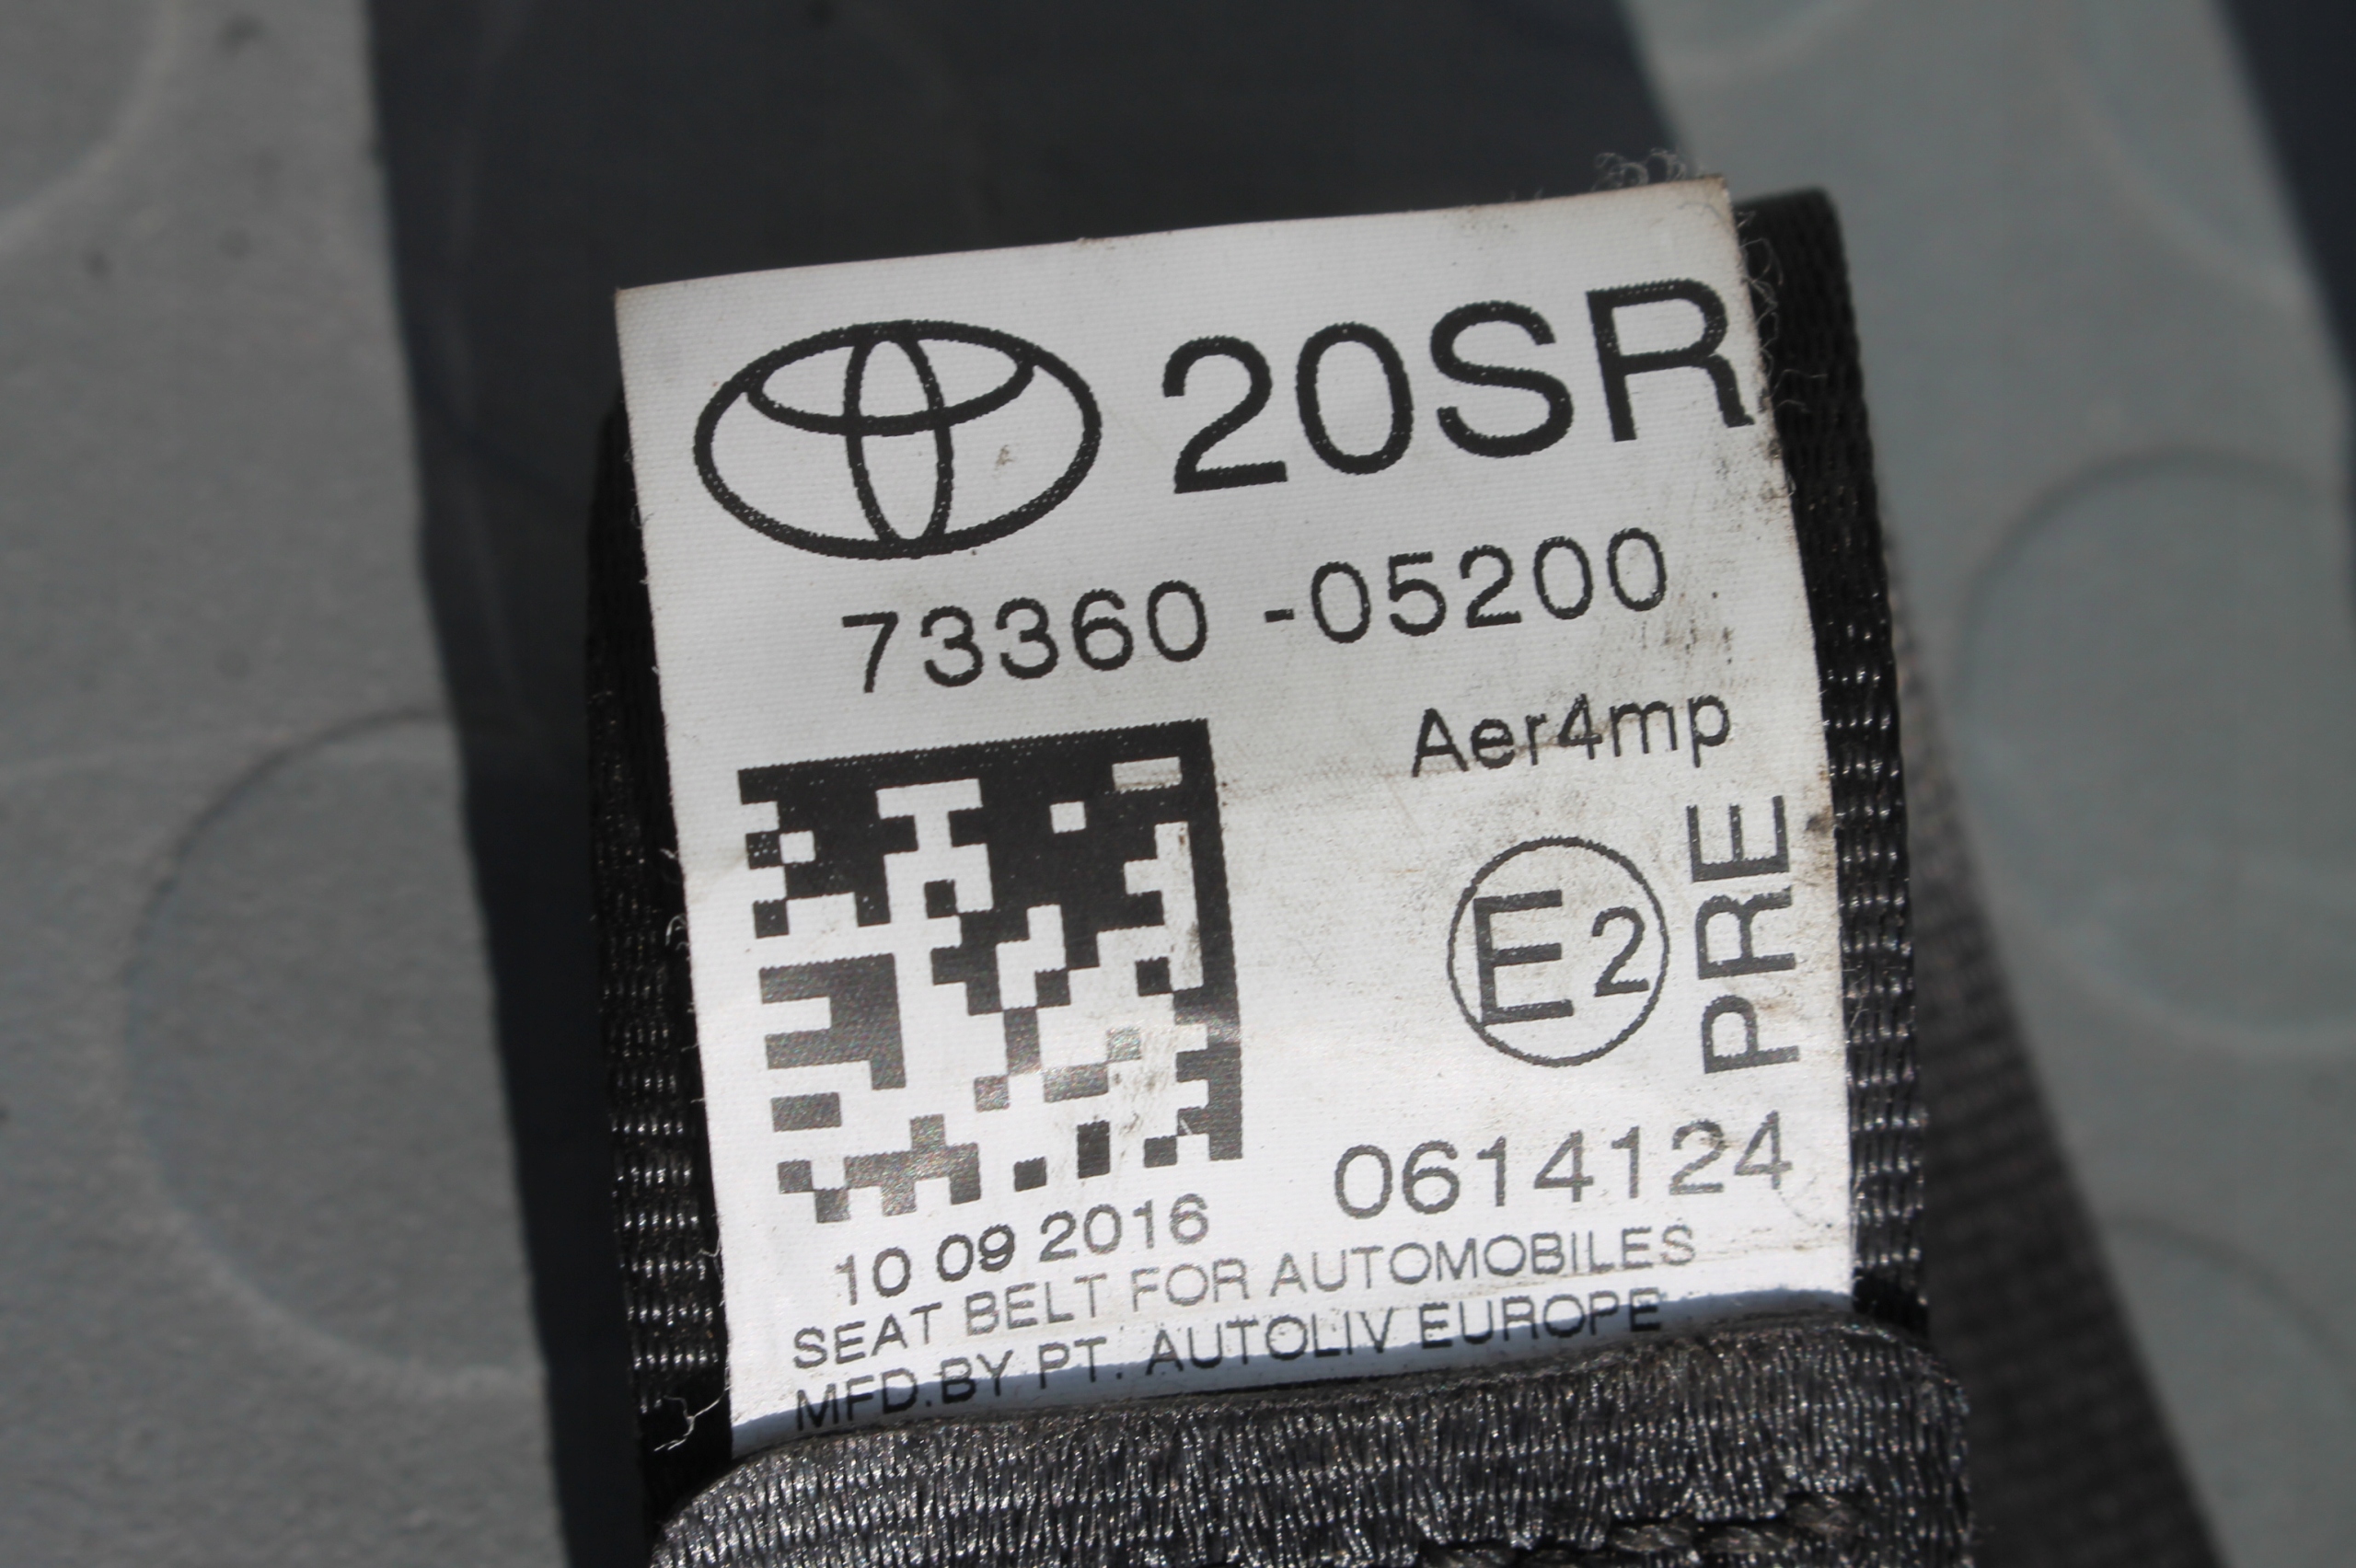 20SR
73360 -05200
Aer4mp
E2
PRE
0614124
10 09 2016
SEAT BELT FOR AUTOMOBILES
MFD.BY PT. AUTOLIV EUROPE